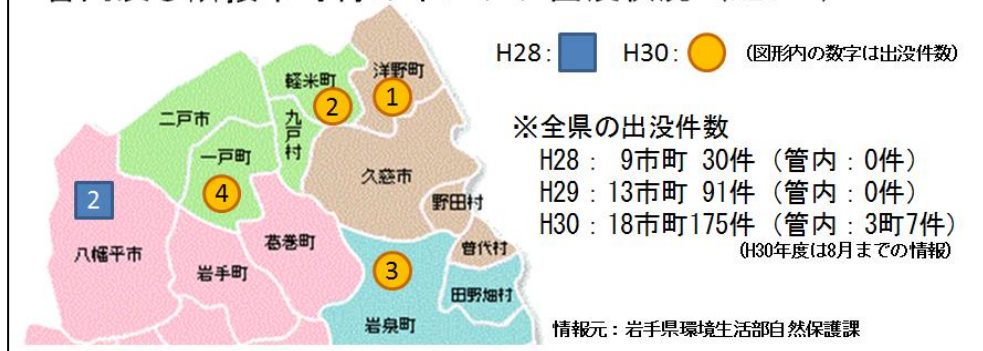 H28: H30: (図形内の数字は出没件数)
軽米町
洋野町
2
1
二戸市
九戸村
※全県の出没件数
一戸町
H28: 9市町 30件 (管内:0件)
久慈市
H29:13市町 91件 (管内:0件)
2
4
野田村
H30:18市町175件 (管内:3町7件)
(H30年度は8月までの情報)
八幡平市
葛巻町
普代村
岩手町
3
田野畑村
岩泉町
情報元:岩手県環境生活部自然保護課